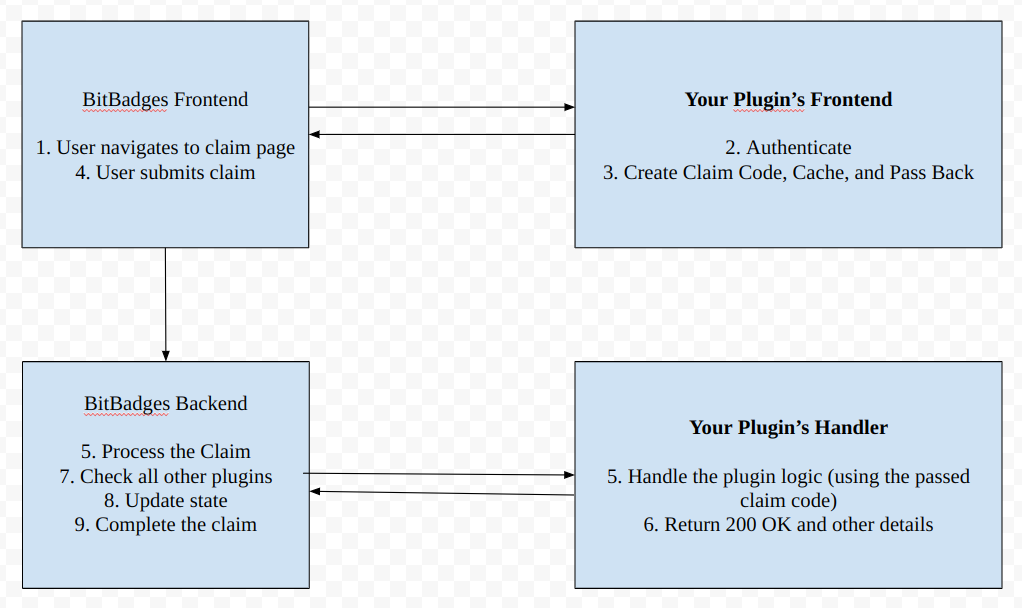 BitBadges Frontend
1. User navigates to claim page
4. User submits claim
Your Plugin’s Frontend
2. Authenticate
3. Create Claim Code, Cache, and Pass Back
BitBadges Backend
5. Process the Claim
7. Check all other plugins
8. Update state
9. Complete the claim
Your Plugin’s Handler
5. Handle the plugin logic (using the passed
claim code)
6. Return 200 OK and other details